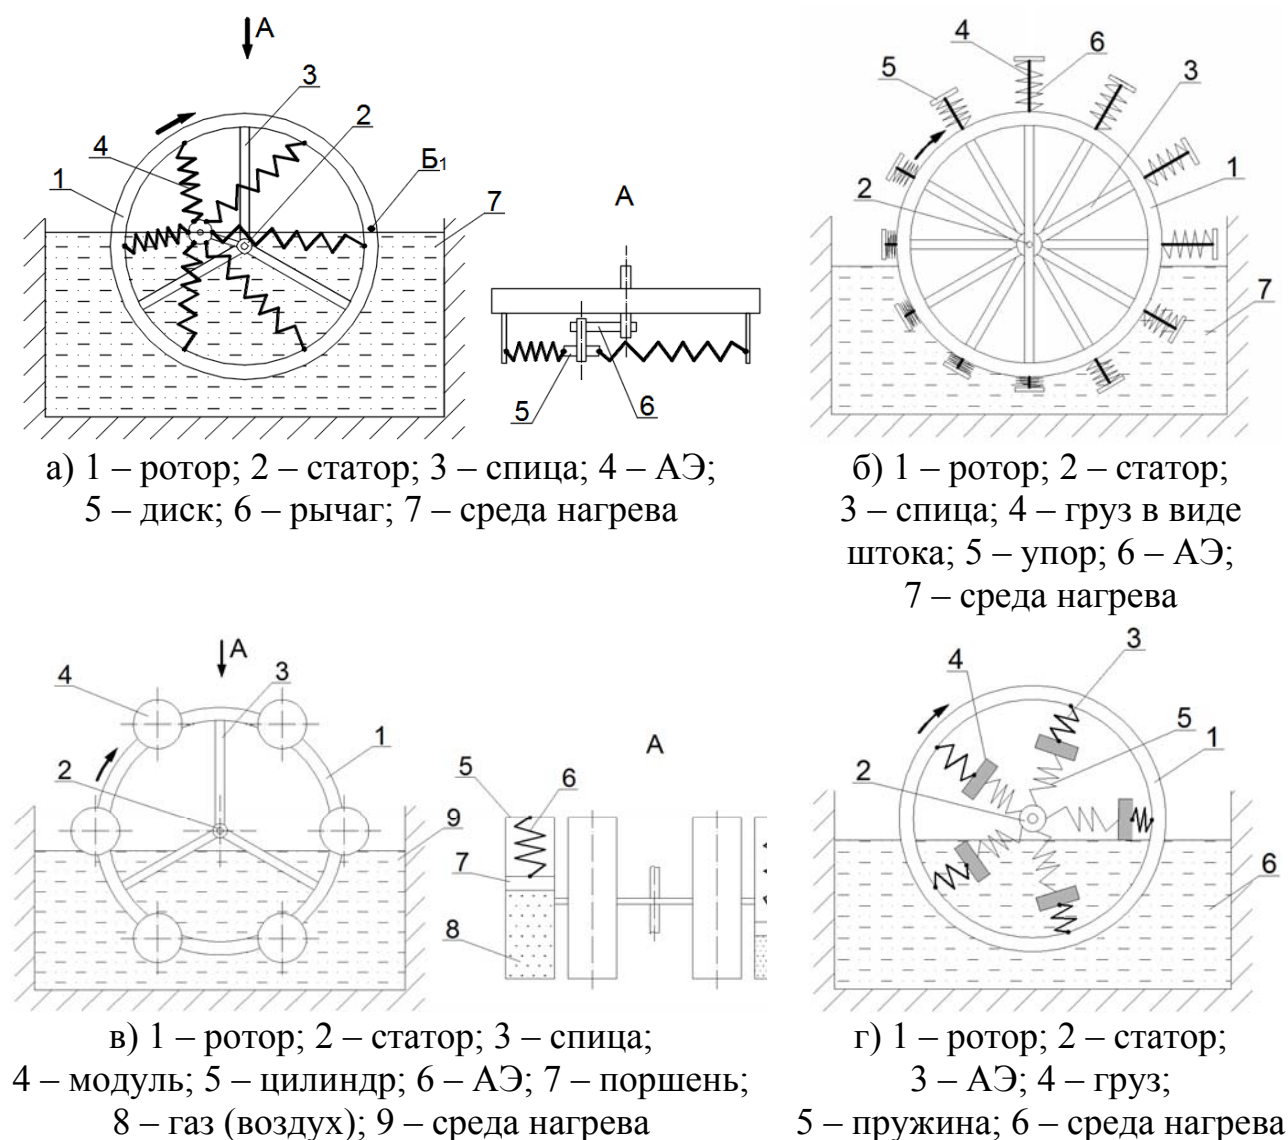 А
3
2
4
1
Б₁
7
А
5
6
4
6
5
3
1
2
7
а) 1 – ротор; 2 – статор; 3 – спица; 4 – АЭ;
5 – диск; 6 – рычаг; 7 – среда нагрева
б) 1 – ротор; 2 – статор;
3 – спица; 4 – груз в виде
штока; 5 – упор; 6 – АЭ;
7 – среда нагрева
А
4
3
1
2
9
А
5
6
7
8
3
4
5
1
2
6
в) 1 – ротор; 2 – статор; 3 – спица;
4 – модуль; 5 – цилиндр; 6 – АЭ; 7 – поршень;
8 – газ (воздух); 9 – среда нагрева
г) 1 – ротор; 2 – статор;
3 – АЭ; 4 – груз;
5 – пружина; 6 – среда нагрева